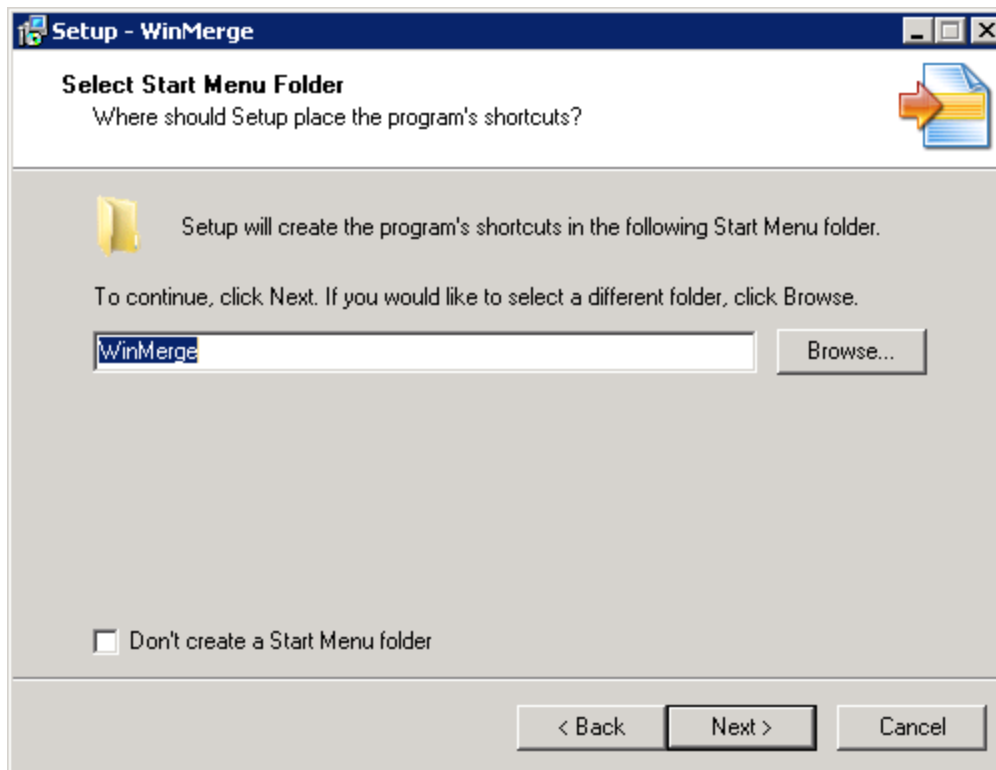 Setup - WinMerge
Select Start Menu Folder
Where should Setup place the program's shortcuts?
Setup will create the program's shortcuts in the following Start Menu folder.
To continue, click Next. If you would like to select a different folder, click Browse.
WinMerge
Browse...
Don't create a Start Menu folder
< Back
Next >
Cancel